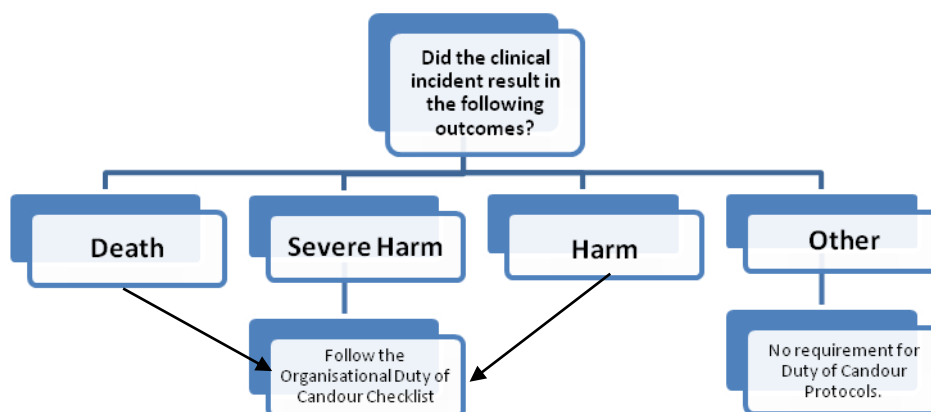 Did the clinical
incident result in
the following
outcomes?
Death
Severe Harm
Harm
Other
Follow the
Organisational Duty of
Candour Checklist
No requirement for
Duty of Candour
Protocols.